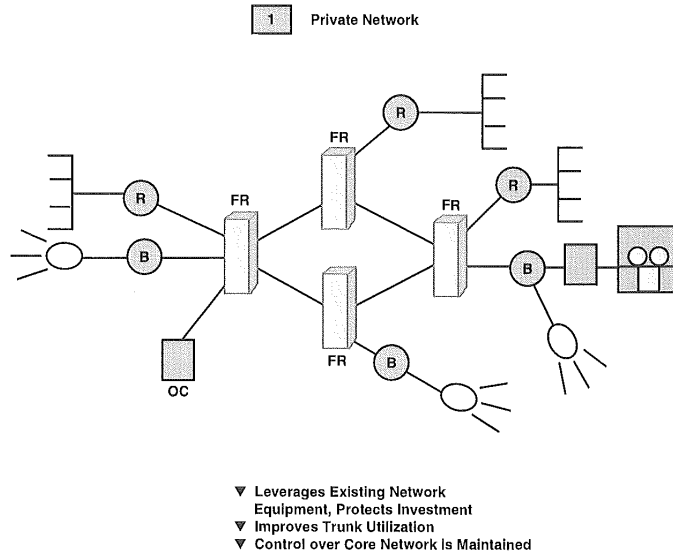 1 Private Network
R
FR
R
FR
FR
R
B
B
OC
FR
B
Leverages Existing Network
Equipment, Protects Investment
Improves Trunk Utilization
Control over Core Network is Maintained